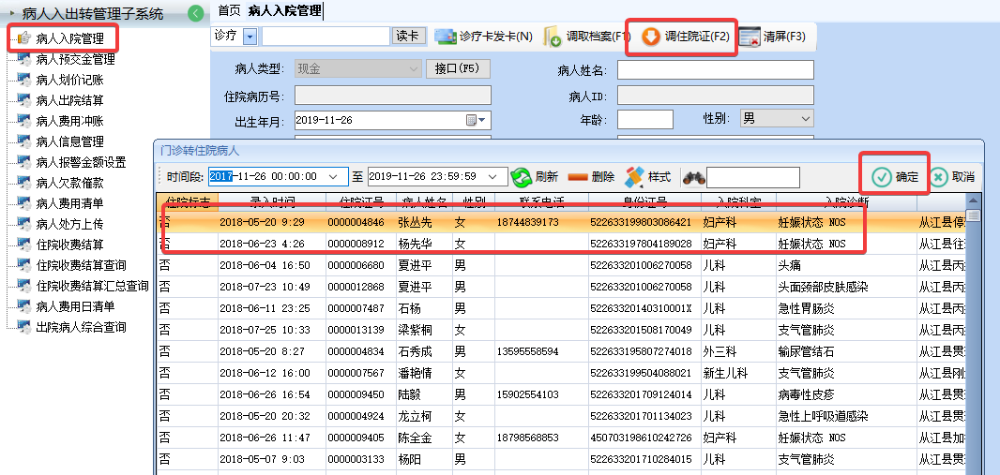 病人入出转管理子系统
病人入院管理
病人预交金管理
病人划价记账
病人出院结算
病人费用冲账
病人信息管理
病人报警金额设置
病人欠款催款
病人费用清单
病人处方上传
住院收费结算
住院收费结算查询
住院收费结算汇总查询
病人费用日清单
出院病人综合查询
首页 病人入院管理
诊疗 读卡 诊疗卡发卡(N) 调取档案(F1) 调住院证(F2) 清屏(F3)
病人类型: 现金 接口(F5) 病人姓名:
住院病历号: 病人ID:
出生年月: 2019-11-26 年龄: 性别: 男
门诊转住院病人
时间段: 2017-11-26 00:00:00 至 2019-11-26 23:59:59 刷新 删除 样式 确定 取消
住院标志 录入时间 住院证号 病人姓名 性别 联系电话 身份证号 入院科室 入院诊断
否 2018-05-20 9:29 0000004846 张丛先 女 18744839173 522633199803086421 妇产科 妊娠状态 NOS 从江县停
否 2018-06-23 4:26 0000008912 杨先华 女 522633197804189028 妇产科 妊娠状态 NOS 从江县往
否 2018-06-04 16:50 0000006680 夏进平 男 522633201006270058 儿科 头痛 从江县丙
否 2018-07-23 10:49 0000012868 夏进平 男 522633201006270058 儿科 头面颈部皮肤感染 从江县丙
否 2018-06-11 23:25 0000007487 石杨 男 52263320140310001X 儿科 急性胃肠炎 从江县丙
否 2018-07-25 10:33 0000013139 梁紫桐 女 522633201508170049 儿科 支气管肺炎 从江县丙
否 2018-05-20 8:27 0000004834 石秀成 男 13595558594 522633195807274018 外三科 输尿管结石 从江县贯
否 2018-06-12 16:00 0000007567 潘艳情 女 522633199504088021 新生儿科 支气管肺炎 从江县刚
否 2018-06-26 16:54 0000009450 陆毅 男 15902554103 522633201709124014 儿科 病毒性皮疹 从江县贯
否 2018-05-20 20:32 0000004924 龙立柯 女 522633201701134023 儿科 急性上呼吸道感染 从江县
否 2018-06-26 11:47 0000009405 陈全金 女 18798568853 450703198610242726 妇产科 妊娠状态 NOS 从江县加
否 2018-05-07 9:03 0000003133 杨阳 男 522633201710284015 儿科 支气管肺炎 从江县贯